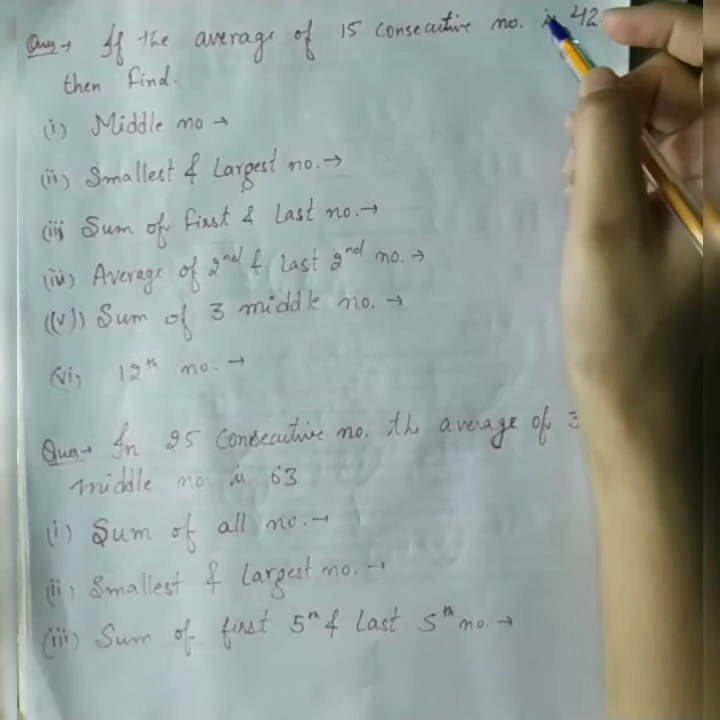 Que→ If the average of 15 consecutive no. is 42
then find.
(i) Middle no →
(ii) Smallest & Largest no.→
(iii) Sum of first & Last no.→
(iv) Average of 2nd & last 2nd no.→
(v) Sum of 3 middle no. →
(vi) 12th no. →
Que→ In 25 Consecutive no. the average of 3
middle no is 63
(i) Sum of all no.→
(ii) Smallest & Largest no. →
(iii) Sum of first 5th & Last 5th no. →